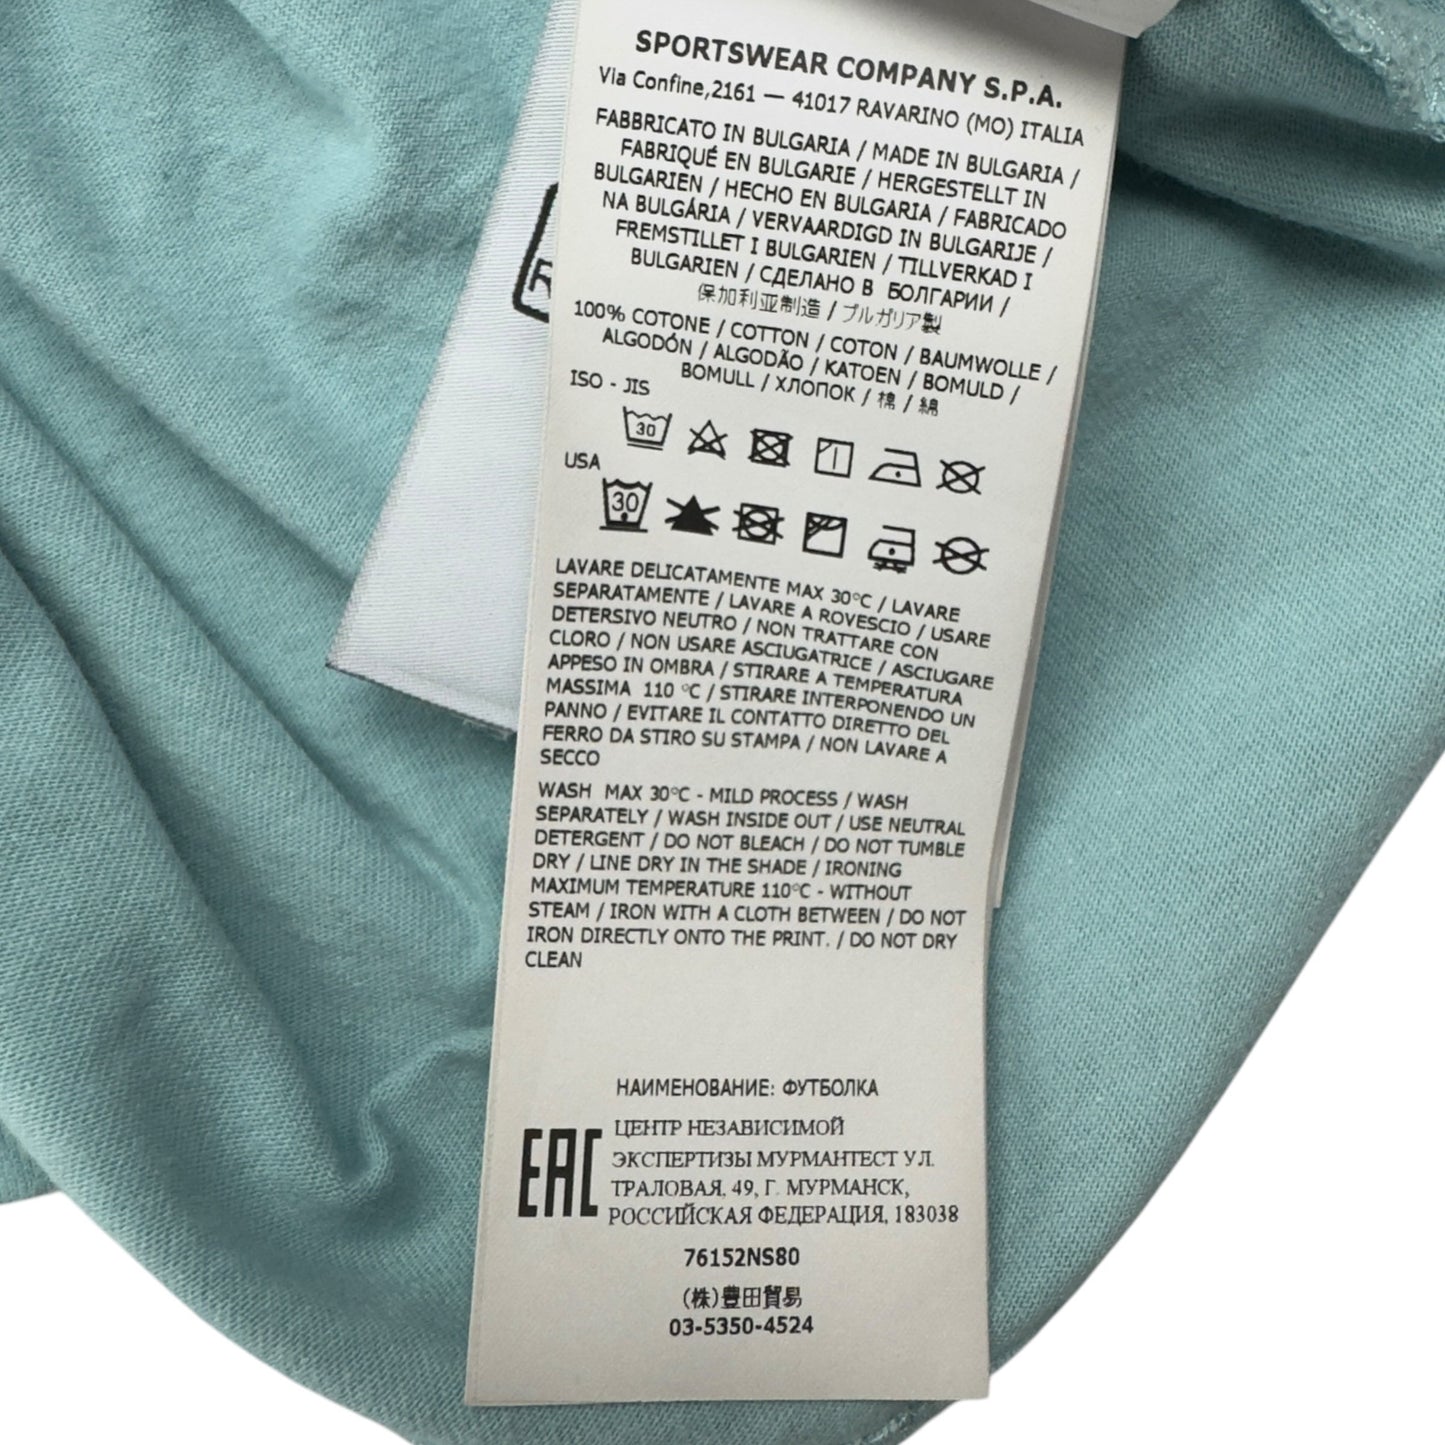 SPORTSWEAR COMPANY S.P.A.
Via Confine,2161 — 41017 RAVARINO (MO) ITALIA
FABBRICATO IN BULGARIA / MADE IN BULGARIA /
FABRIQUÉ EN BULGARIE / HERGESTELLT IN
BULGARIEN / HECHO EN BULGARIA / FABRICADO
NA BULGÁRIA / VERVAARDIGD IN BULGARIJE /
FREMSTILLET I BULGARIEN / TILLVERKAD I
BULGARIEN / СДЕЛАНО В БОЛГАРИИ /
保加利亚制造 / ブルガリア製
100% COTONE / COTTON / COTON / BAUMWOLLE /
ALGODÓN / ALGODÃO / KATOEN / BOMULD /
BOMULL / ХЛОПОК / 棉 / 綿
ISO - JIS
30
USA
30
LAVARE DELICATAMENTE MAX 30°C / LAVARE
SEPARATAMENTE / LAVARE A ROVESCIO / USARE
DETERSIVO NEUTRO / NON TRATTARE CON
CLORO / NON USARE ASCIUGATRICE / ASCIUGARE
APPESO IN OMBRA / STIRARE A TEMPERATURA
MASSIMA 110 °C / STIRARE INTERPONENDO UN
PANNO / EVITARE IL CONTATTO DIRETTO DEL
FERRO DA STIRO SU STAMPA / NON LAVARE A
SECCO
WASH MAX 30°C - MILD PROCESS / WASH
SEPARATELY / WASH INSIDE OUT / USE NEUTRAL
DETERGENT / DO NOT BLEACH / DO NOT TUMBLE
DRY / LINE DRY IN THE SHADE / IRONING
MAXIMUM TEMPERATURE 110°C - WITHOUT
STEAM / IRON WITH A CLOTH BETWEEN / DO NOT
IRON DIRECTLY ONTO THE PRINT. / DO NOT DRY
CLEAN
НАИМЕНОВАНИЕ: ФУТБОЛКА
EAC
ЦЕНТР НЕЗАВИСИМОЙ
ЭКСПЕРТИЗЫ МУРМАНТЕСТ УЛ.
ТРАЛОВАЯ, 49, Г. МУРМАНСК,
РОССИЙСКАЯ ФЕДЕРАЦИЯ, 183038
76152NS80
(株)豊田貿易
03-5350-4524